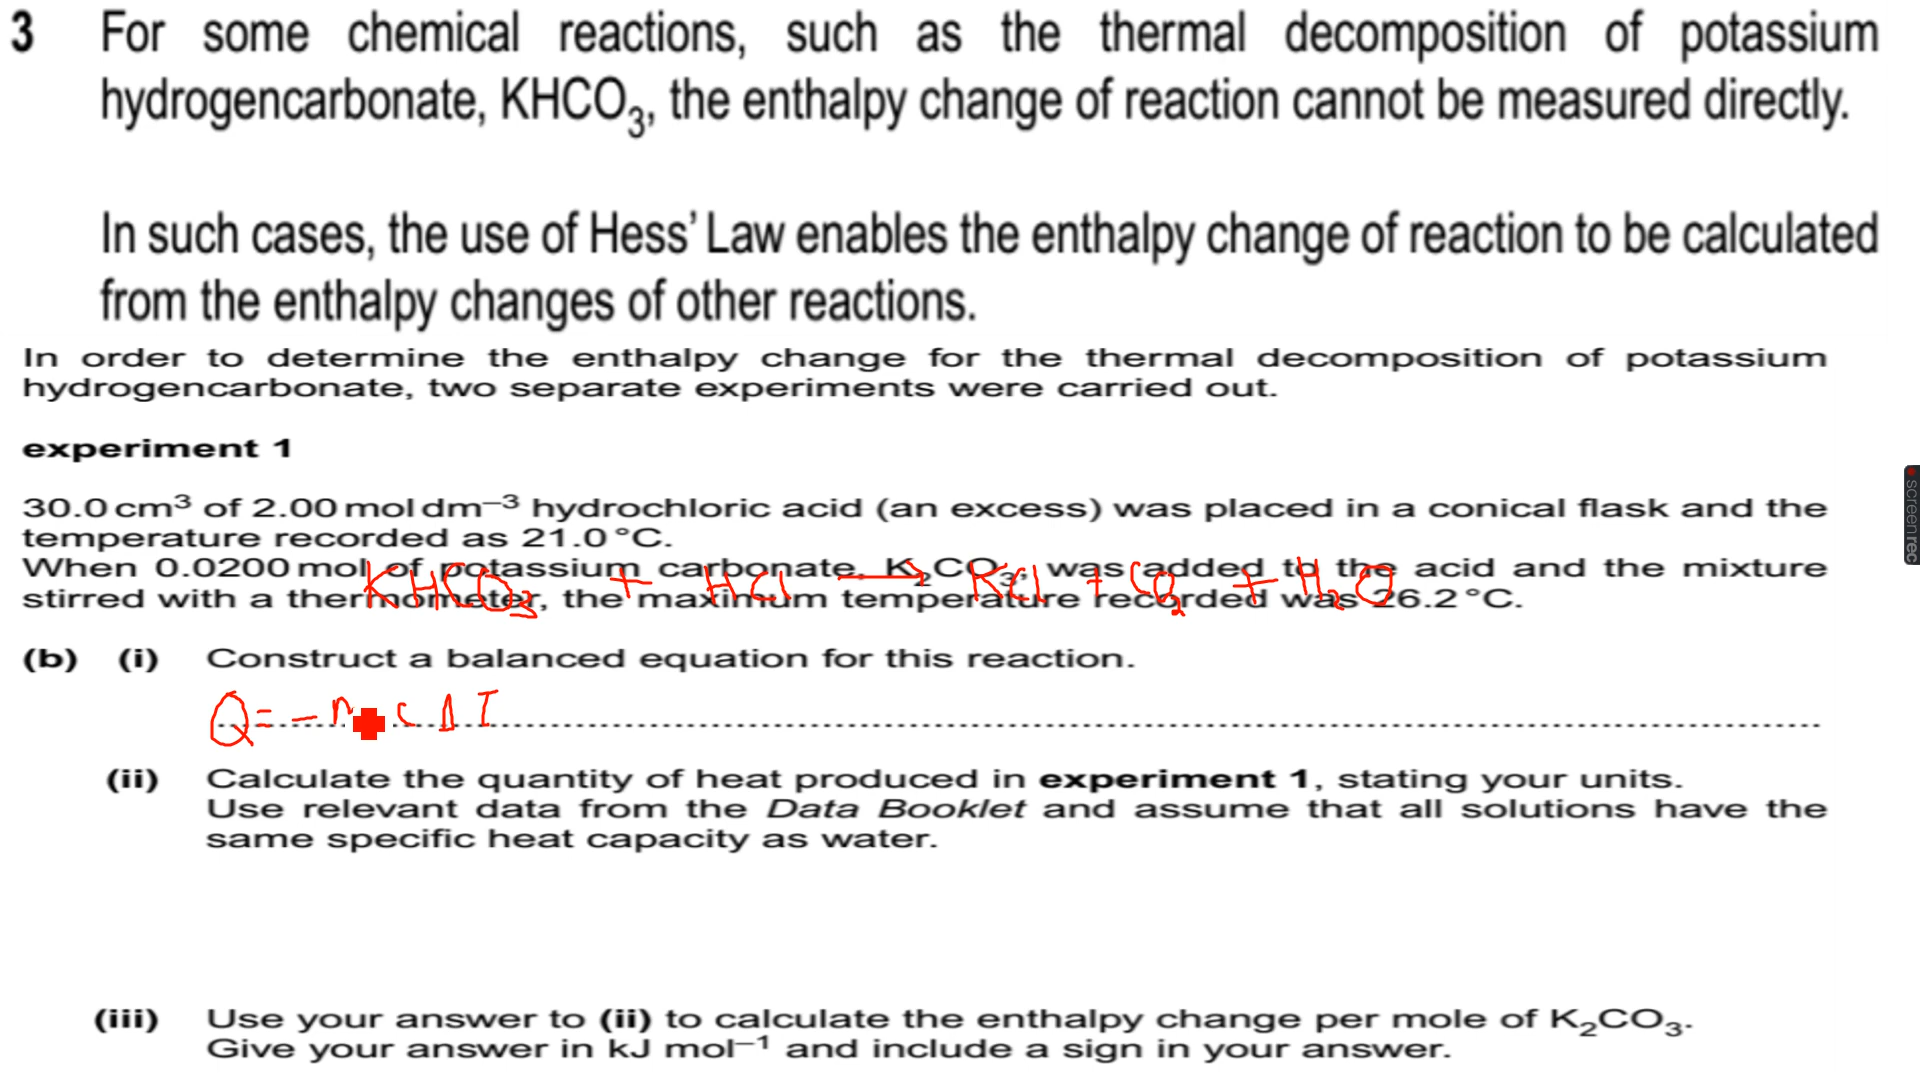 3 For some chemical reactions, such as the thermal decomposition of potassium
hydrogencarbonate, KHCO₃, the enthalpy change of reaction cannot be measured directly.
In such cases, the use of Hess’ Law enables the enthalpy change of reaction to be calculated
from the enthalpy changes of other reactions.
In order to determine the enthalpy change for the thermal decomposition of potassium
hydrogencarbonate, two separate experiments were carried out.
experiment 1
30.0 cm³ of 2.00 mol dm⁻³ hydrochloric acid (an excess) was placed in a conical flask and the
temperature recorded as 21.0 °C.
When 0.0200 mol of potassium carbonate, K₂CO₃, was added to the acid and the mixture
KHCO₃ + HCl → KCl + CO₂ + H₂O
stirred with a thermometer, the maximum temperature recorded was 26.2 °C.
(b) (i) Construct a balanced equation for this reaction.
Q = - m c Δ T
(ii) Calculate the quantity of heat produced in experiment 1, stating your units.
Use relevant data from the Data Booklet and assume that all solutions have the
same specific heat capacity as water.
(iii) Use your answer to (ii) to calculate the enthalpy change per mole of K₂CO₃.
Give your answer in kJ mol⁻¹ and include a sign in your answer.
screenrec